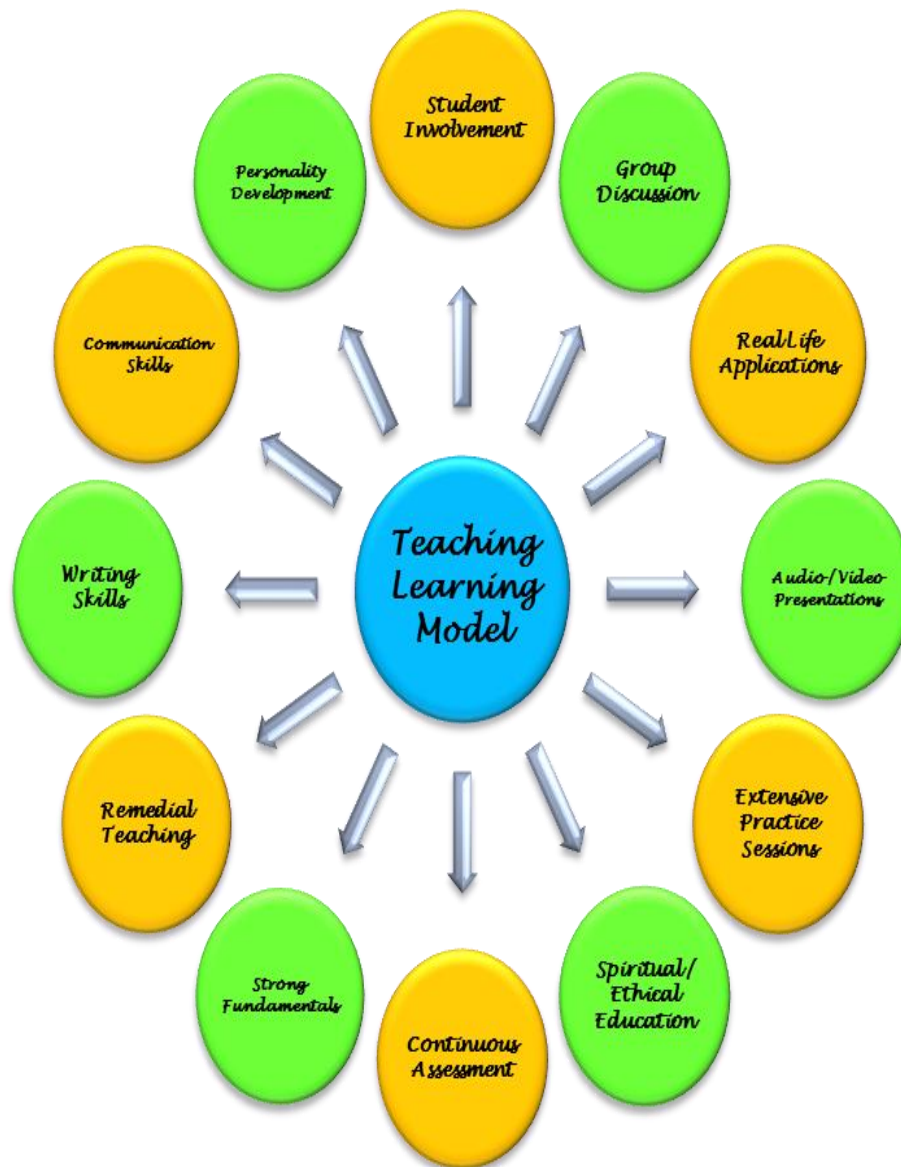 Student
Involvement
Group
Discussion
Real-Life
Applications
Audio-/Video-
Presentations
Extensive
Practice
Sessions
Spiritual/
Ethical
Education
Continuous
Assessment
Strong
Fundamentals
Remedial
Teaching
Writing
Skills
Communication
Skills
Personality
Development
Teaching
Learning
Model